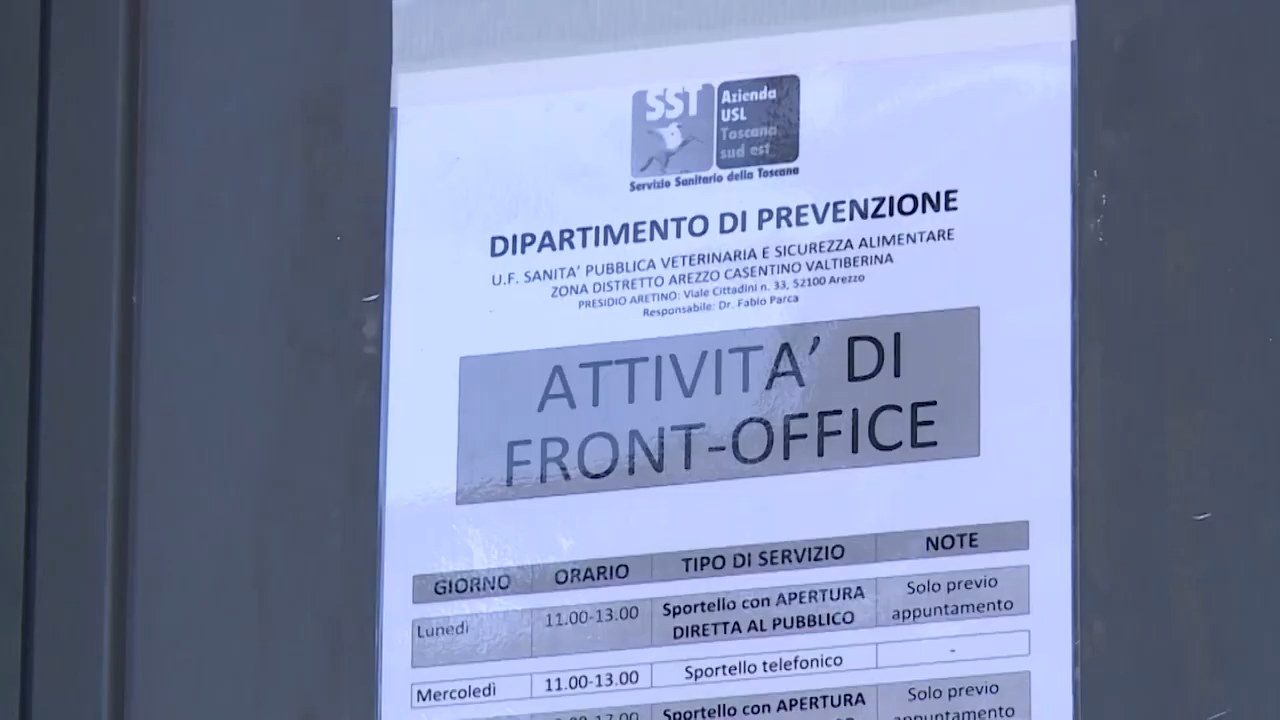 SST
Azienda
USL
Toscana
sud est
Servizio Sanitario della Toscana
DIPARTIMENTO DI PREVENZIONE
U.F. SANITA' PUBBLICA VETERINARIA E SICUREZZA ALIMENTARE
ZONA DISTRETTO AREZZO CASENTINO VALTIBERINA
PRESIDIO ARETINO: Viale Cittadini n. 33, 52100 Arezzo
Responsabile: Dr. Fabio Parca
ATTIVITA' DI
FRONT-OFFICE
GIORNO ORARIO TIPO DI SERVIZIO NOTE
Lunedì 11.00-13.00 Sportello con APERTURA Solo previo
DIRETTA AL PUBBLICO appuntamento
Mercoledì 11.00-13.00 Sportello telefonico -
Sportello con APERTURA Solo previo
appuntamento